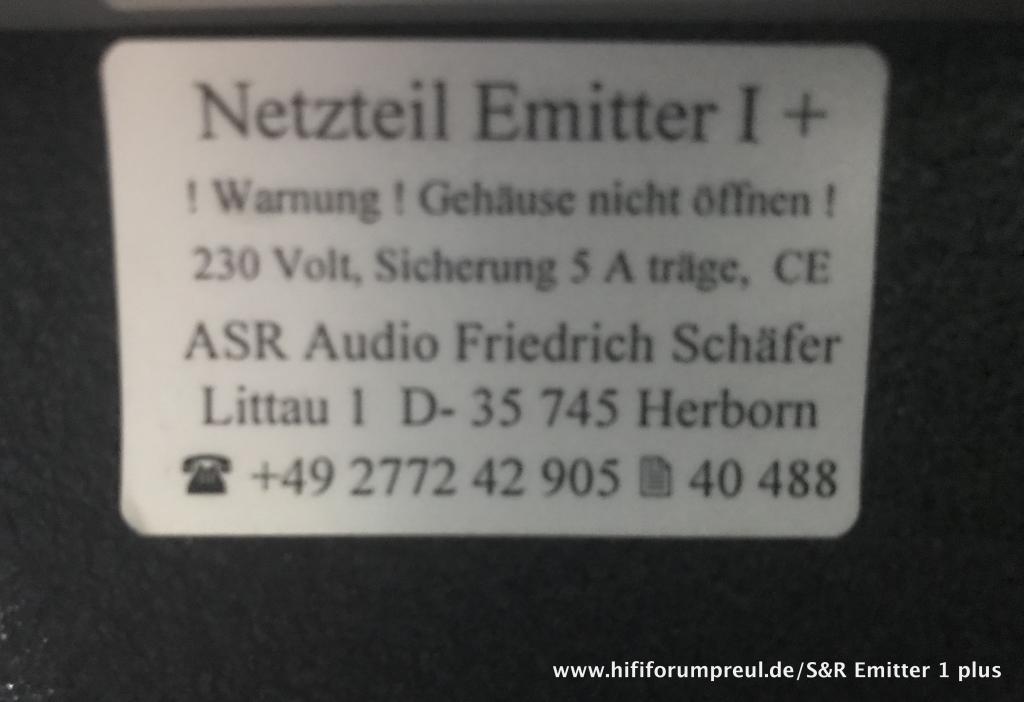 Netzteil Emitter I +
! Warnung ! Gehäuse nicht öffnen !
230 Volt, Sicherung 5 A träge, CE
ASR Audio Friedrich Schäfer
Littau 1 D- 35 745 Herborn
☎ +49 2772 42 905 🗎 40 488
www.hififorumpreul.de/S&R Emitter 1 plus